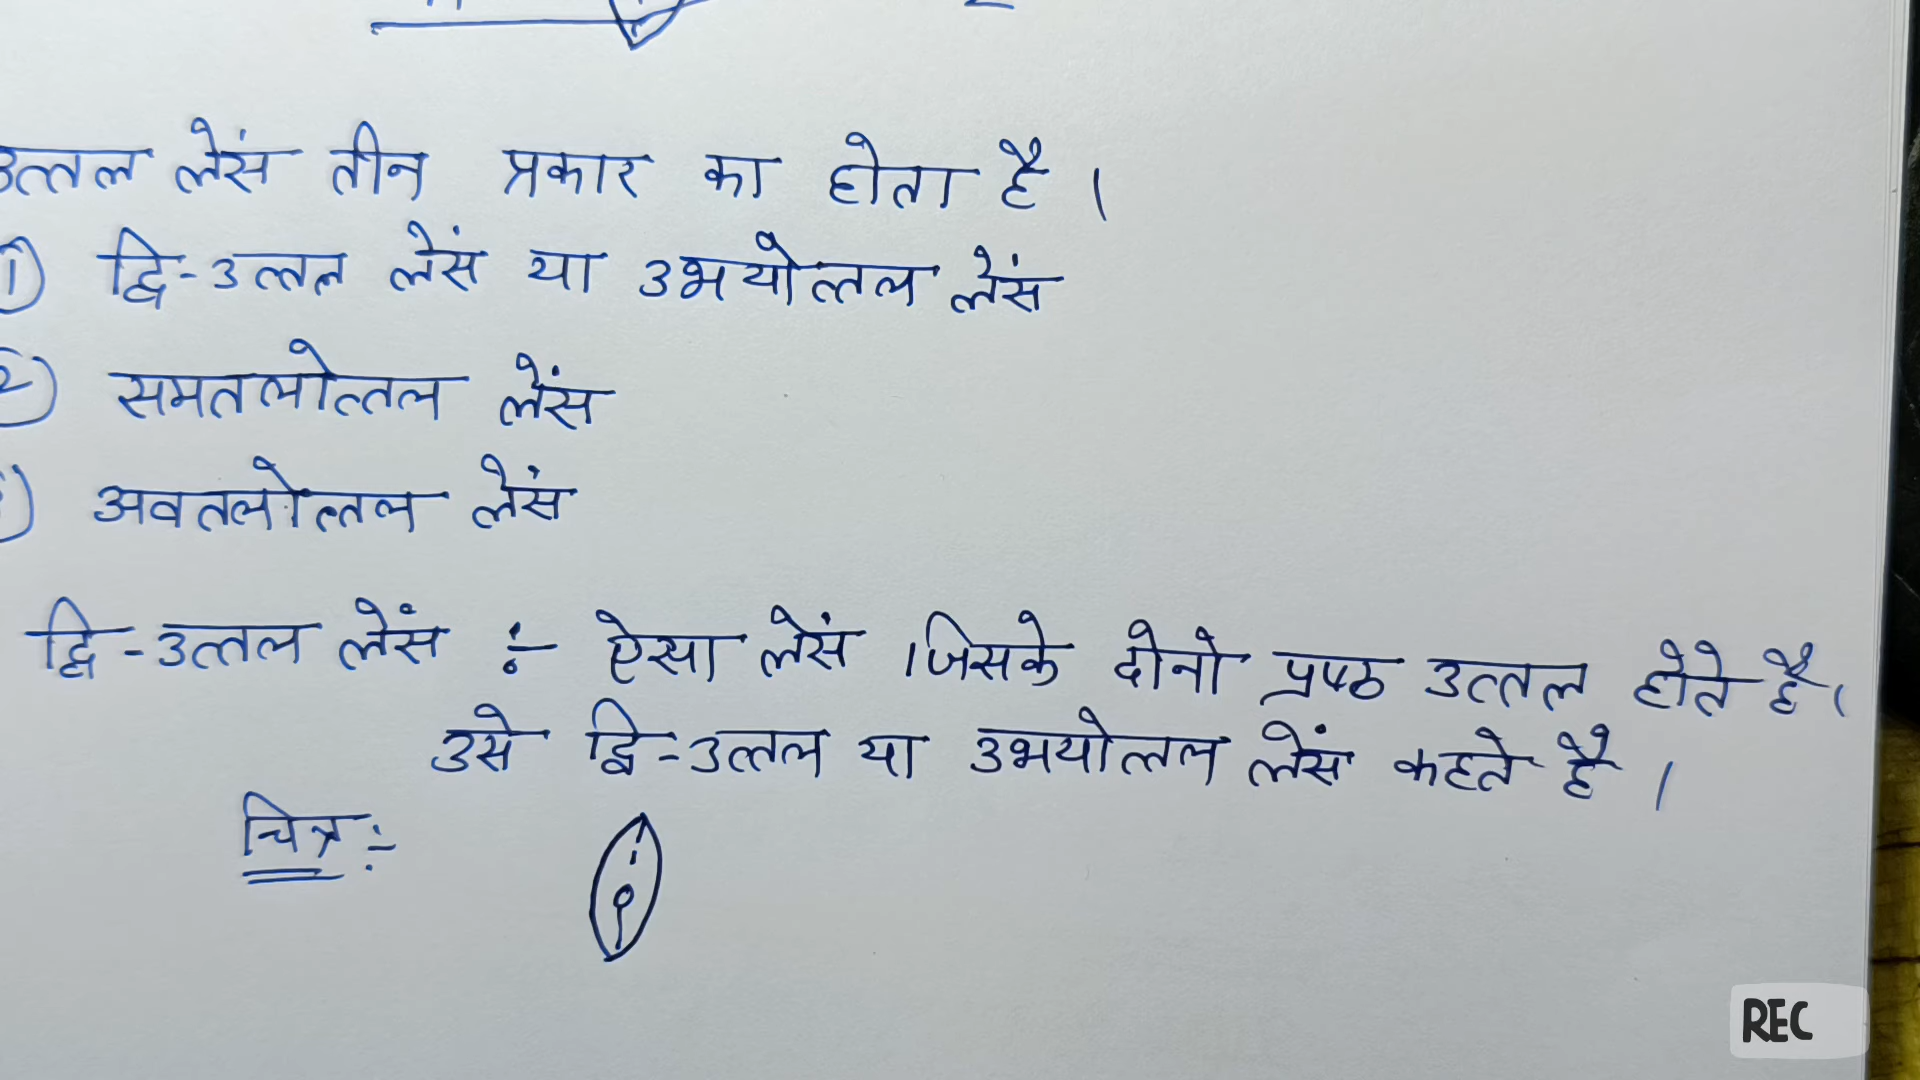 उत्तल लेंस तीन प्रकार का होता है ।
1) द्वि-उत्तल लेंस या उभयोत्तल लेंस
2) समतलोत्तल लेंस
) अवतलोत्तल लेंस
द्वि-उत्तल लेंस ÷ ऐसा लेंस जिसके दोनो प्रष्ठ उत्तल होते है।
उसे द्वि-उत्तल या उभयोत्तल लेंस कहते है ।
चित्र :-
REC